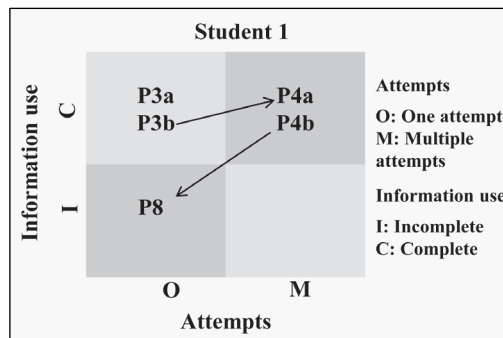 Student 1
Information use
C
I
P3a
P3b
P4a
P4b
P8
O
M
Attempts
Attempts
O: One attempt
M: Multiple
attempts
Information use
I: Incomplete
C: Complete